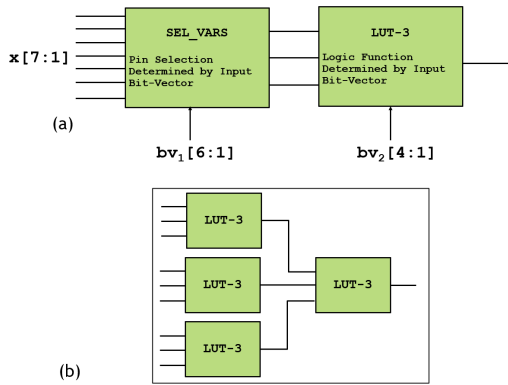 SEL_VARS
Pin Selection
Determined by Input
Bit-Vector
LUT-3
Logic Function
Determined by Input
Bit-Vector
x[7:1]
(a)
bv₁[6:1]
bv₂[4:1]
LUT-3
LUT-3
LUT-3
LUT-3
(b)